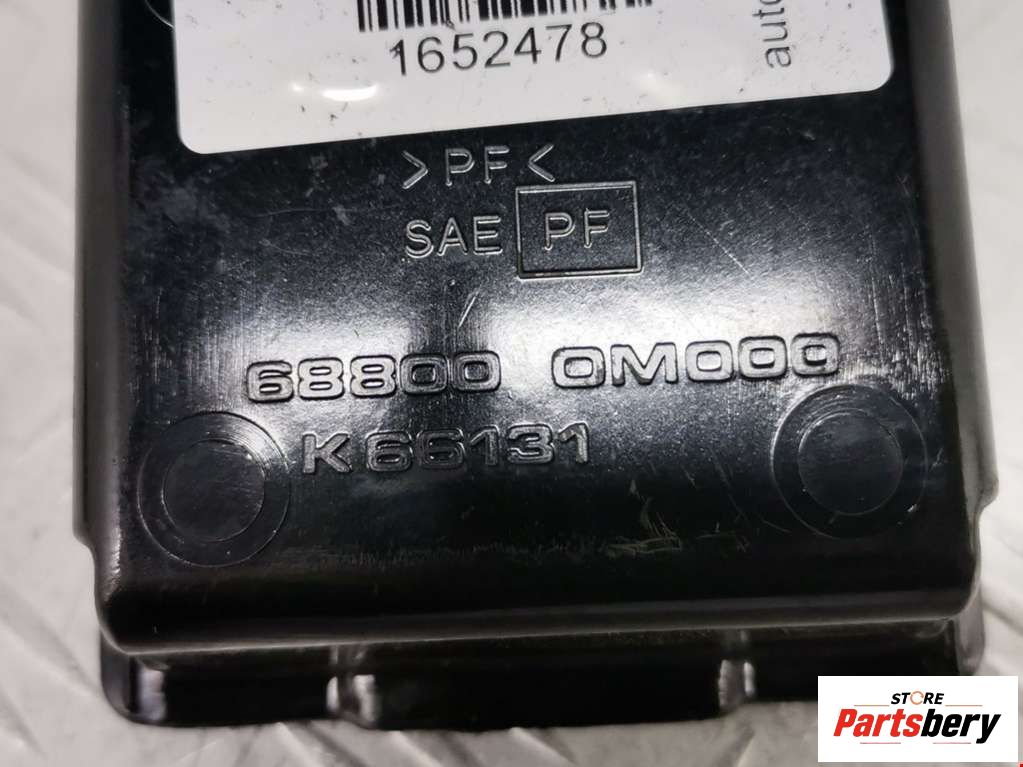 1652478
auto
>PF<
SAE PF
68800 0M000
K66131
STORE
Partsbery